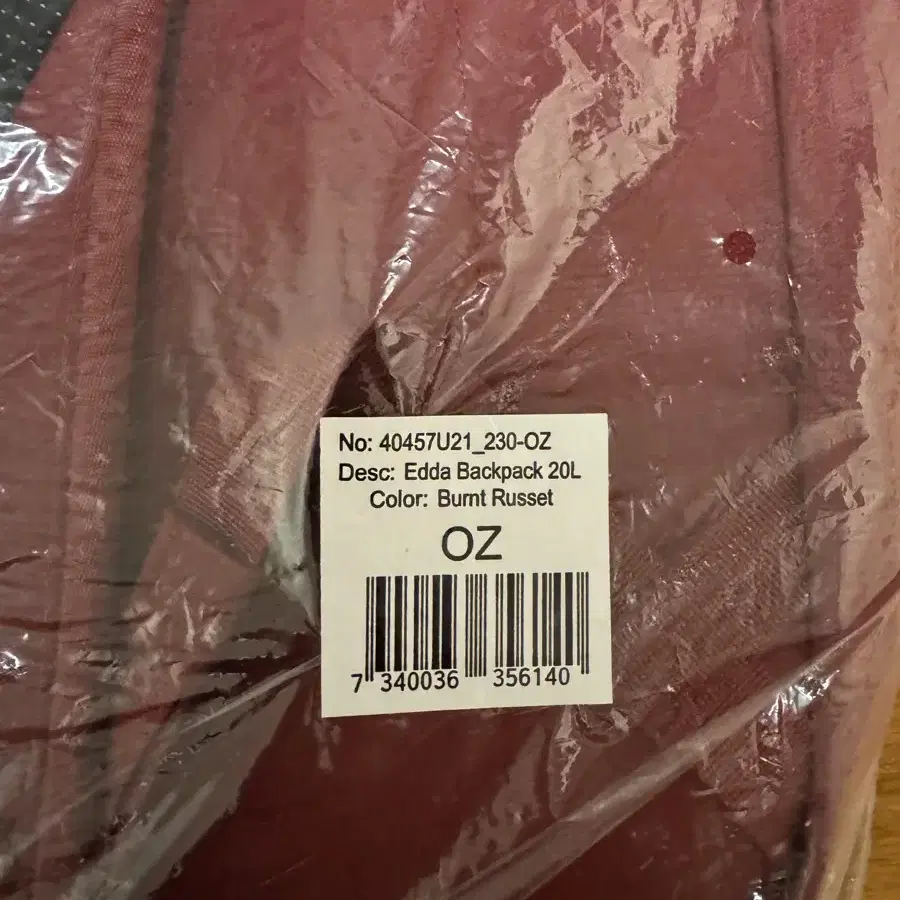 No: 40457U21_230-OZ
Desc: Edda Backpack 20L
Color: Burnt Russet
OZ
7 340036 356140